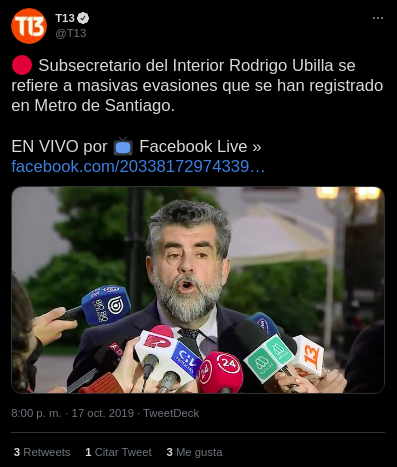 T13
T13
@T13
Subsecretario del Interior Rodrigo Ubilla se
refiere a masivas evasiones que se han registrado
en Metro de Santiago.
EN VIVO por 📺 Facebook Live »
facebook.com/20338172974339…
24
13
8:00 p. m. · 17 oct. 2019 · TweetDeck
3 Retweets 1 Citar Tweet 3 Me gusta